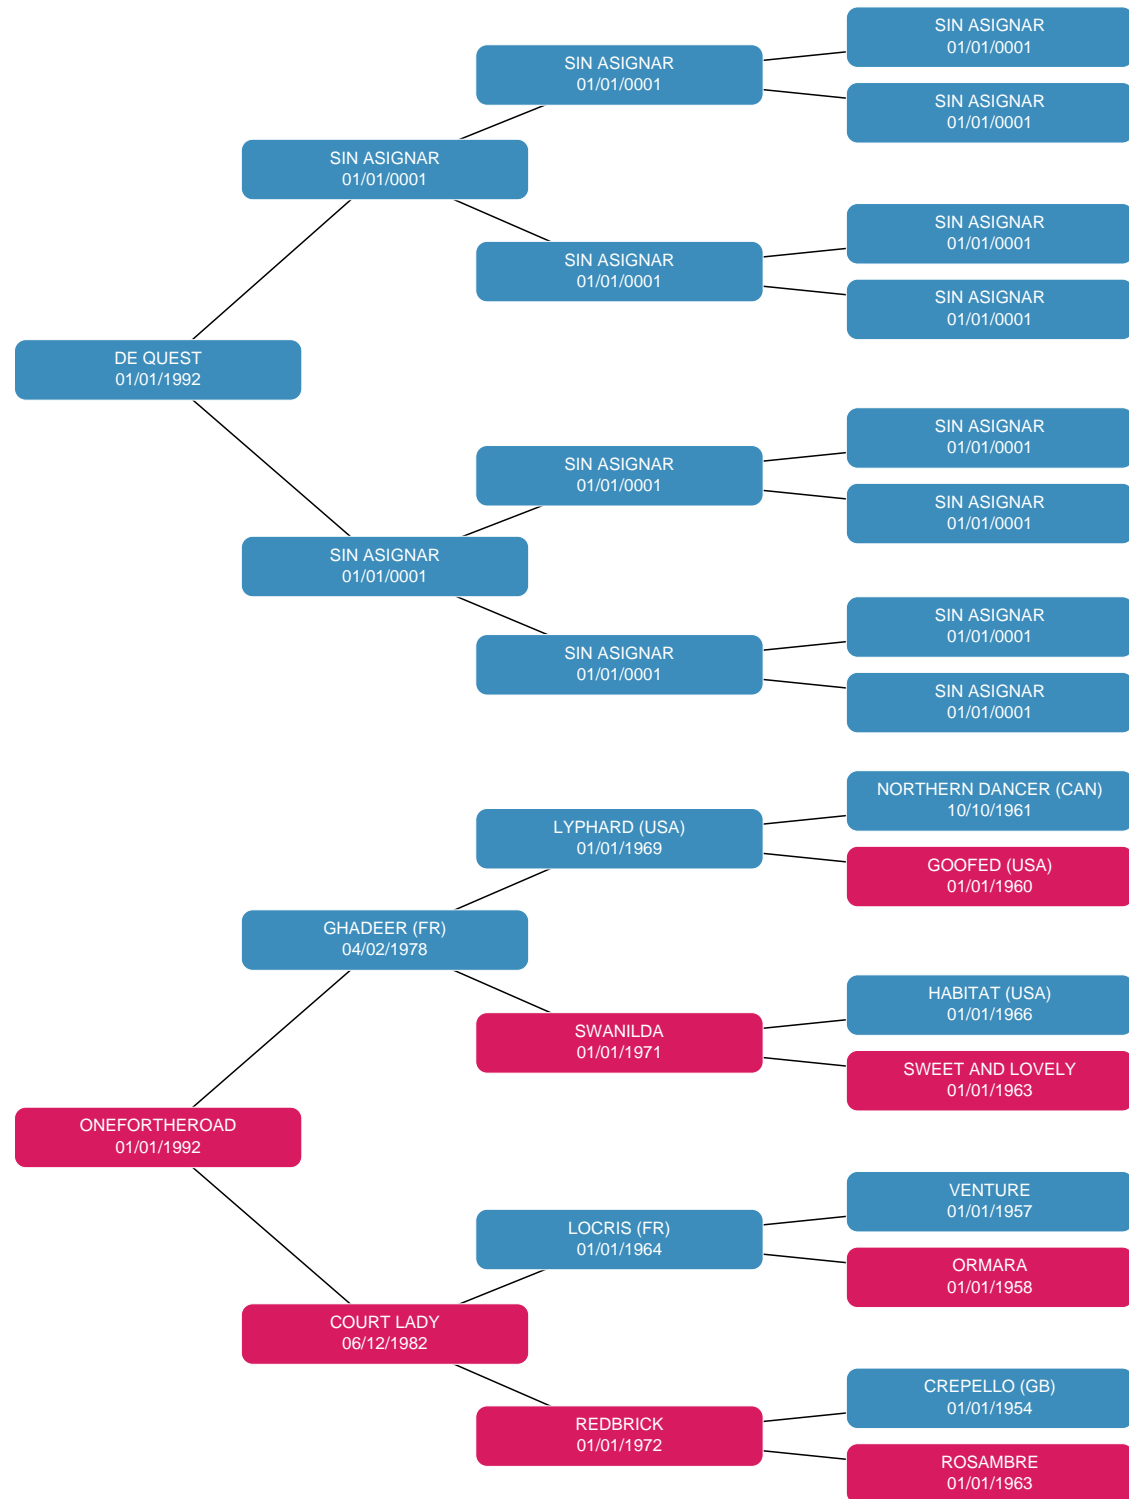 SIN ASIGNAR
01/01/0001
SIN ASIGNAR
01/01/0001
SIN ASIGNAR
01/01/0001
SIN ASIGNAR
01/01/0001
SIN ASIGNAR
01/01/0001
SIN ASIGNAR
01/01/0001
SIN ASIGNAR
01/01/0001
DE QUEST
01/01/1992
SIN ASIGNAR
01/01/0001
SIN ASIGNAR
01/01/0001
SIN ASIGNAR
01/01/0001
SIN ASIGNAR
01/01/0001
SIN ASIGNAR
01/01/0001
SIN ASIGNAR
01/01/0001
SIN ASIGNAR
01/01/0001
NORTHERN DANCER (CAN)
10/10/1961
LYPHARD (USA)
01/01/1969
GOOFED (USA)
01/01/1960
GHADEER (FR)
04/02/1978
HABITAT (USA)
01/01/1966
SWANILDA
01/01/1971
SWEET AND LOVELY
01/01/1963
ONEFORTHEROAD
01/01/1992
VENTURE
01/01/1957
LOCRIS (FR)
01/01/1964
ORMARA
01/01/1958
COURT LADY
06/12/1982
CREPELLO (GB)
01/01/1954
REDBRICK
01/01/1972
ROSAMBRE
01/01/1963